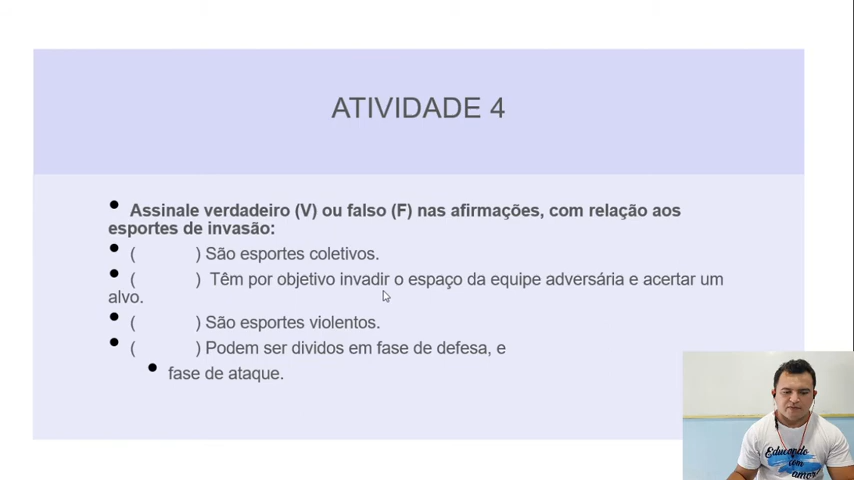 ATIVIDADE 4
• Assinale verdadeiro (V) ou falso (F) nas afirmações, com relação aos
esportes de invasão:
• ( ) São esportes coletivos.
• ( ) Têm por objetivo invadir o espaço da equipe adversária e acertar um
alvo.
• ( ) São esportes violentos.
• ( ) Podem ser dividos em fase de defesa, e
• fase de ataque.
Educando
com
amor